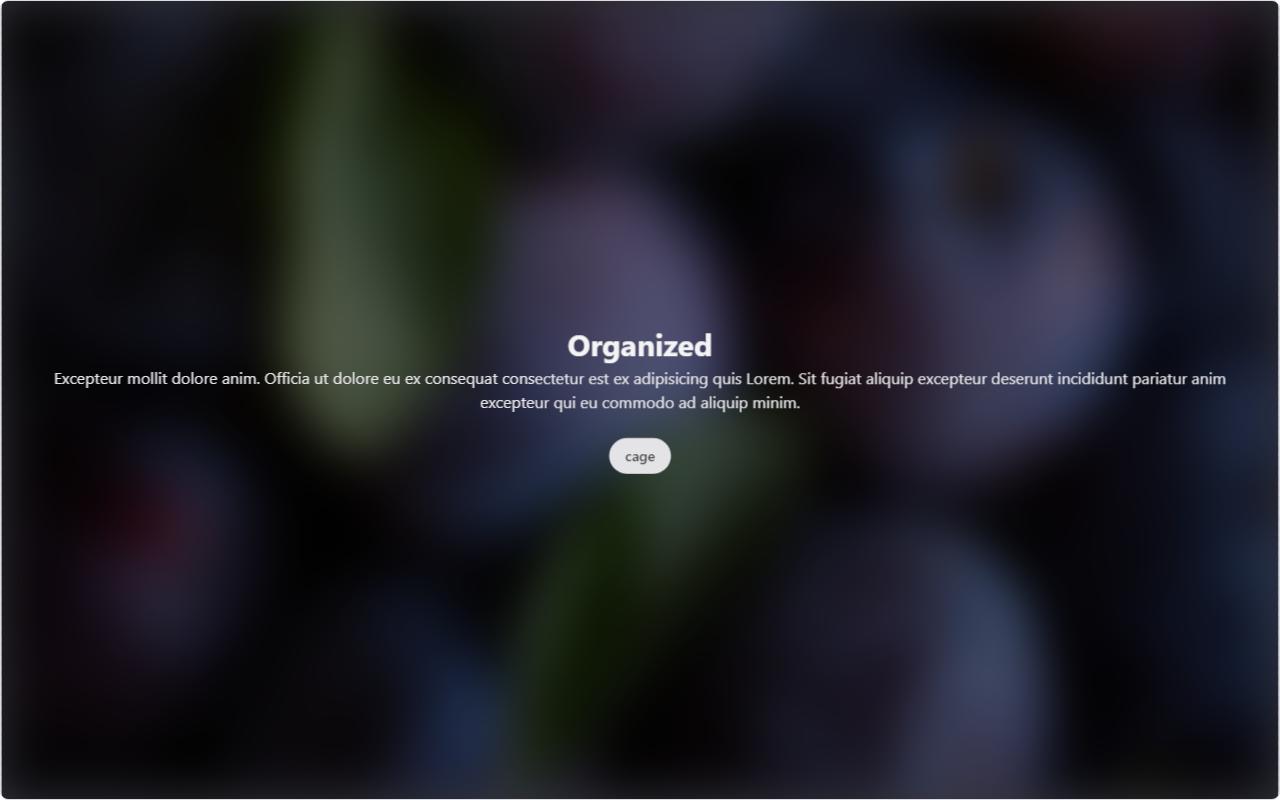 Organized
Excepteur mollit dolore anim. Officia ut dolore eu ex consequat consectetur est ex adipisicing quis Lorem. Sit fugiat aliquip excepteur deserunt incididunt pariatur anim
excepteur qui eu commodo ad aliquip minim.
cage